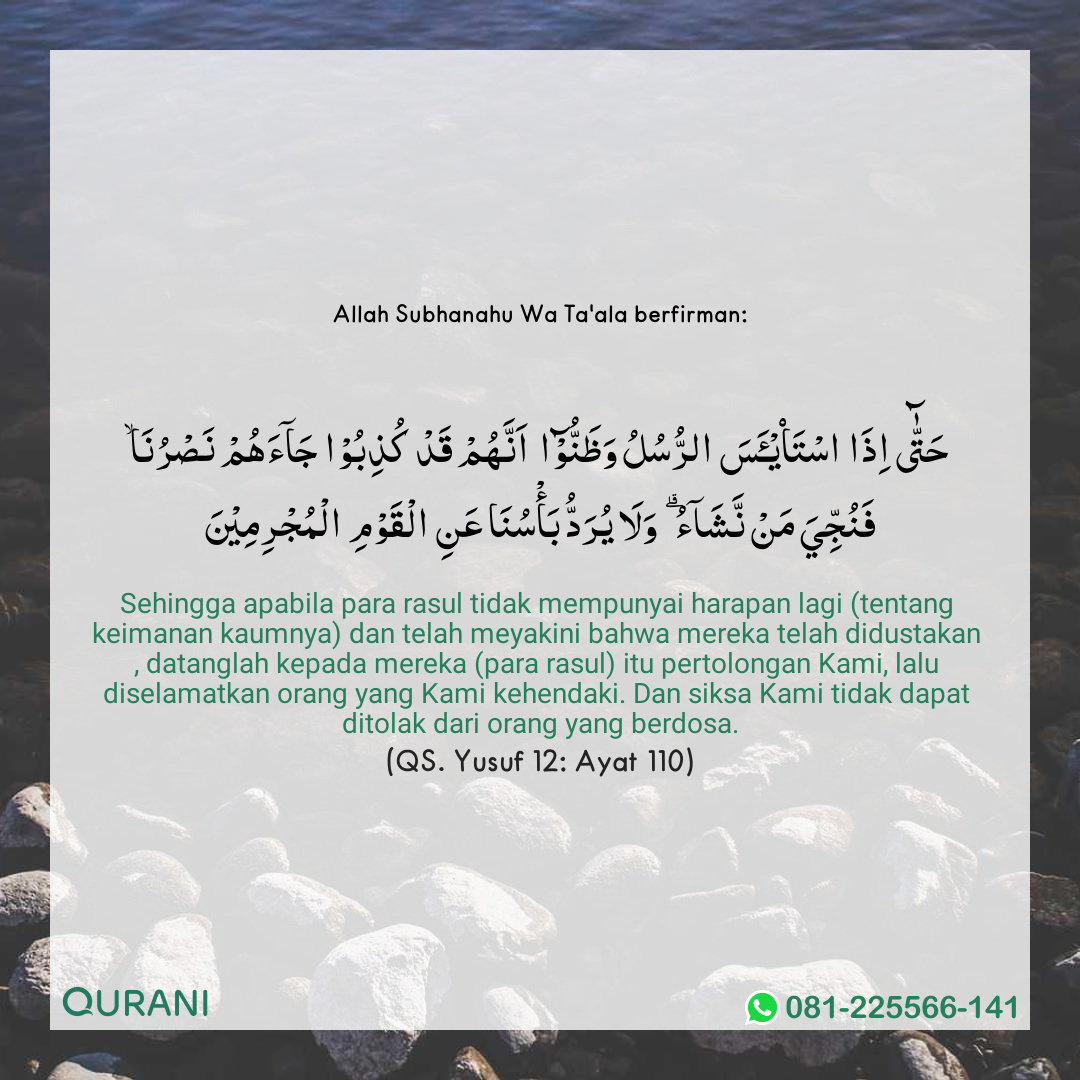 Allah Subhanahu Wa Ta'ala berfirman:
حَتّٰٓى اِذَا اسْتَا۟يْـَٔسَ الرُّسُلُ وَظَنُّوْٓا اَنَّهُمْ قَدْ كُذِبُوْا جَاۤءَهُمْ نَصْرُنَاۙ
فَنُجِّيَ مَنْ نَّشَاۤءُ ۗ وَلَا يُرَدُّ بَأْسُنَا عَنِ الْقَوْمِ الْمُجْرِمِيْنَ
Sehingga apabila para rasul tidak mempunyai harapan lagi (tentang
keimanan kaumnya) dan telah meyakini bahwa mereka telah didustakan
, datanglah kepada mereka (para rasul) itu pertolongan Kami, lalu
diselamatkan orang yang Kami kehendaki. Dan siksa Kami tidak dapat
ditolak dari orang yang berdosa.
(QS. Yusuf 12: Ayat 110)
QURANI
081-225566-141